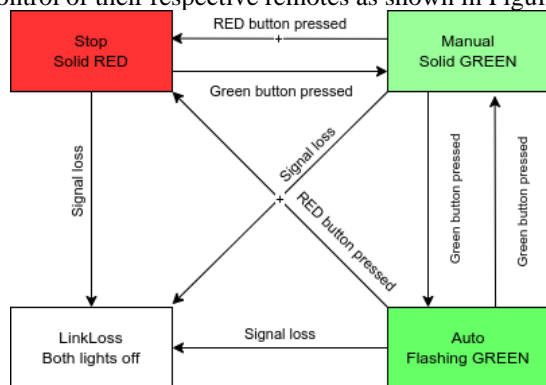 ontrol of their respective remotes as shown in Figu
RED button pressed
Stop
Solid RED
+
Manual
Solid GREEN
Green button pressed
Signal loss
Signal loss
+
RED button pressed
Green button pressed
Green button pressed
LinkLoss
Both lights off
Signal loss
Auto
Flashing GREEN